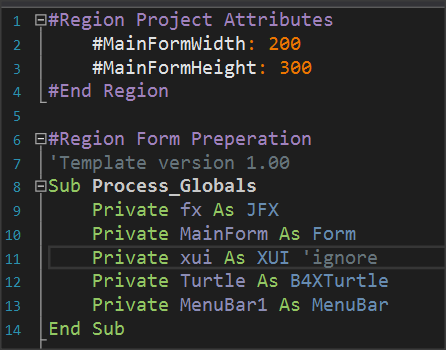 1 #Region Project Attributes
2 #MainFormWidth: 200
3 #MainFormHeight: 300
4 #End Region
5
6 #Region Form Preperation
7 'Template version 1.00
8 Sub Process_Globals
9 Private fx As JFX
10 Private MainForm As Form
11 Private xui As XUI 'ignore
12 Private Turtle As B4XTurtle
13 Private MenuBar1 As MenuBar
14 End Sub